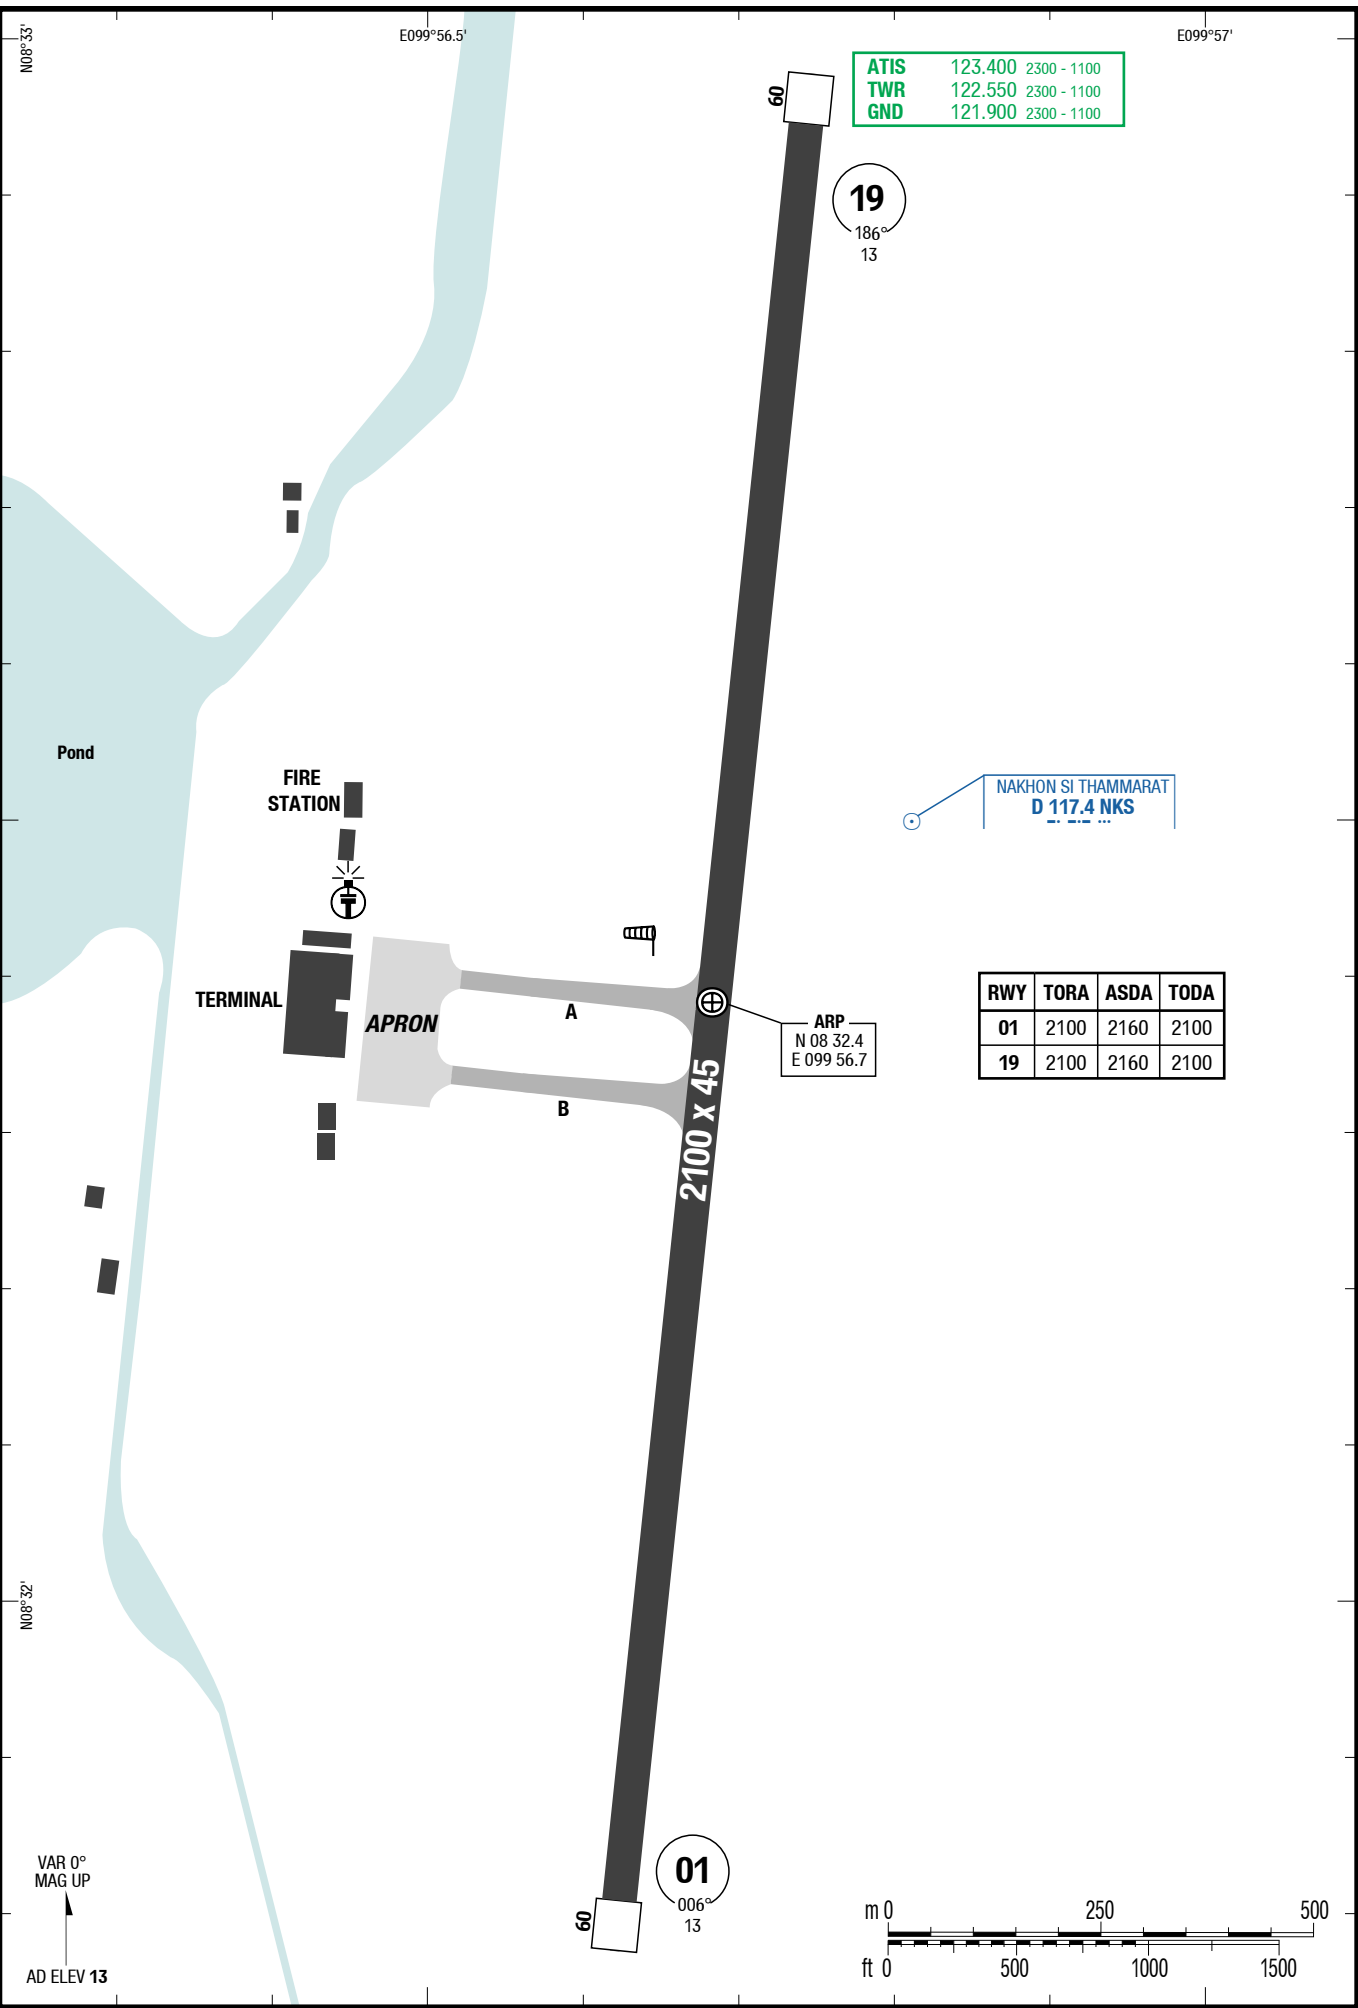 N08°33'
E099°56.5'
E099°57'
ATIS 123.400 2300 - 1100
TWR 122.550 2300 - 1100
GND 121.900 2300 - 1100
60
19
186°
13
Pond
FIRE
STATION
NAKHON SI THAMMARAT
D 117.4 NKS
T
TERMINAL
APRON
A
B
2100 x 45
ARP
N 08 32.4
E 099 56.7
RWY TORA ASDA TODA
01 2100 2160 2100
19 2100 2160 2100
N08°32'
VAR 0°
MAG UP
AD ELEV 13
60
01
006°
13
m 0 250 500
ft 0 500 1000 1500